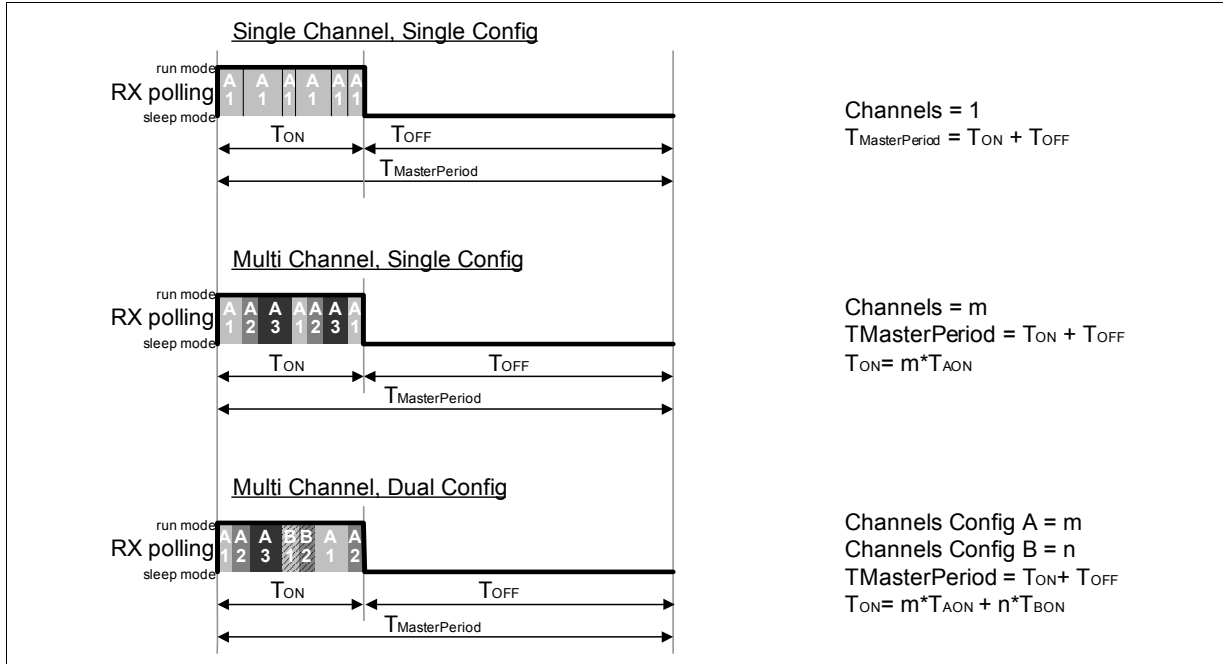 Single Channel, Single Config
run mode
RX polling
sleep mode
A 1 A 1 A 1 A 1 A 1 A 1
TON TOFF
TMasterPeriod
Channels = 1
TMasterPeriod = TON + TOFF
Multi Channel, Single Config
run mode
RX polling
sleep mode
A 1 A 2 A 3 A 1 A 2 A 3 A 1
TON TOFF
TMasterPeriod
Channels = m
TMasterPeriod = TON + TOFF
TON= m*TAON
Multi Channel, Dual Config
run mode
RX polling
sleep mode
A 1 A 2 A 3 B 1 B 2 A 1 A 2
TON TOFF
TMasterPeriod
Channels Config A = m
Channels Config B = n
TMasterPeriod = TON+ TOFF
TON= m*TAON + n*TBON